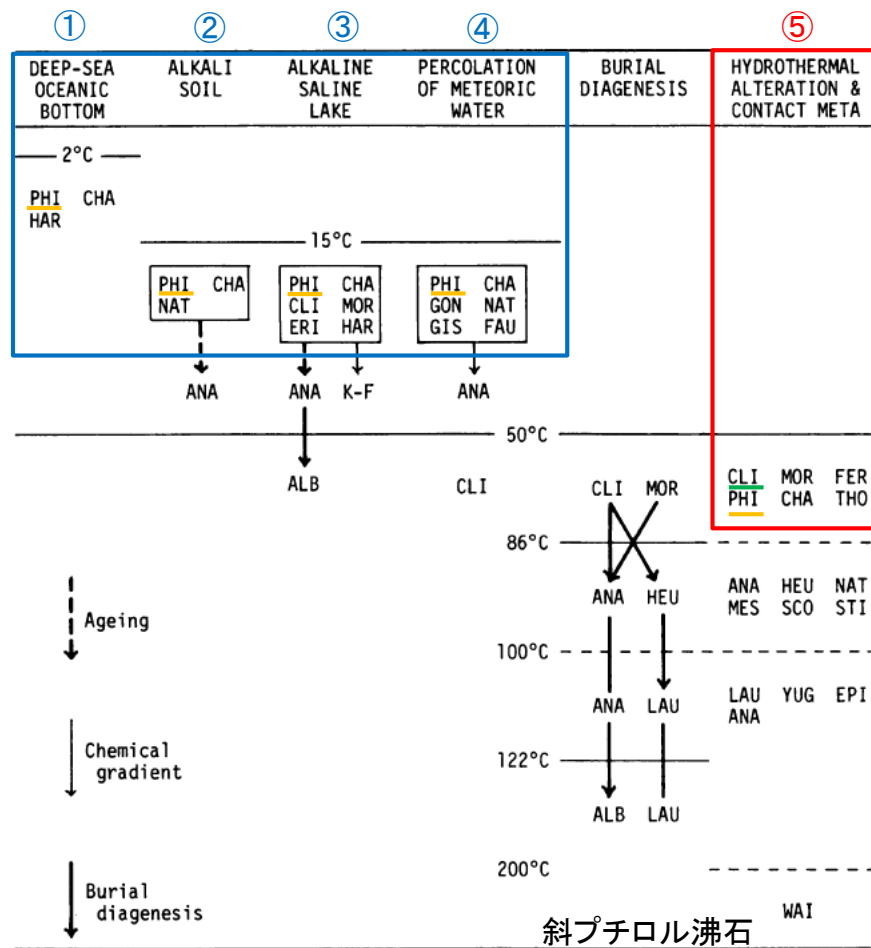 ① ② ③ ④ ⑤
DEEP-SEA OCEANIC BOTTOM
ALKALI SOIL
ALKALINE SALINE LAKE
PERCOLATION OF METEORIC WATER
BURIAL DIAGENESIS
HYDROTHERMAL ALTERATION & CONTACT META
2°C
PHI CHA
HAR
15°C
PHI CHA
NAT
PHI CHA
CLI MOR
ERI HAR
PHI CHA
GON NAT
GIS FAU
ANA
ANA K-F
ANA
50°C
ALB
CLI
CLI MOR
CLI MOR FER
PHI CHA THO
86°C
ANA HEU
ANA HEU NAT
MES SCO STI
Ageing
100°C
ANA LAU
LAU YUG EPI
ANA
Chemical
gradient
122°C
ALB LAU
200°C
Burial
diagenesis
WAI
斜プチロル沸石